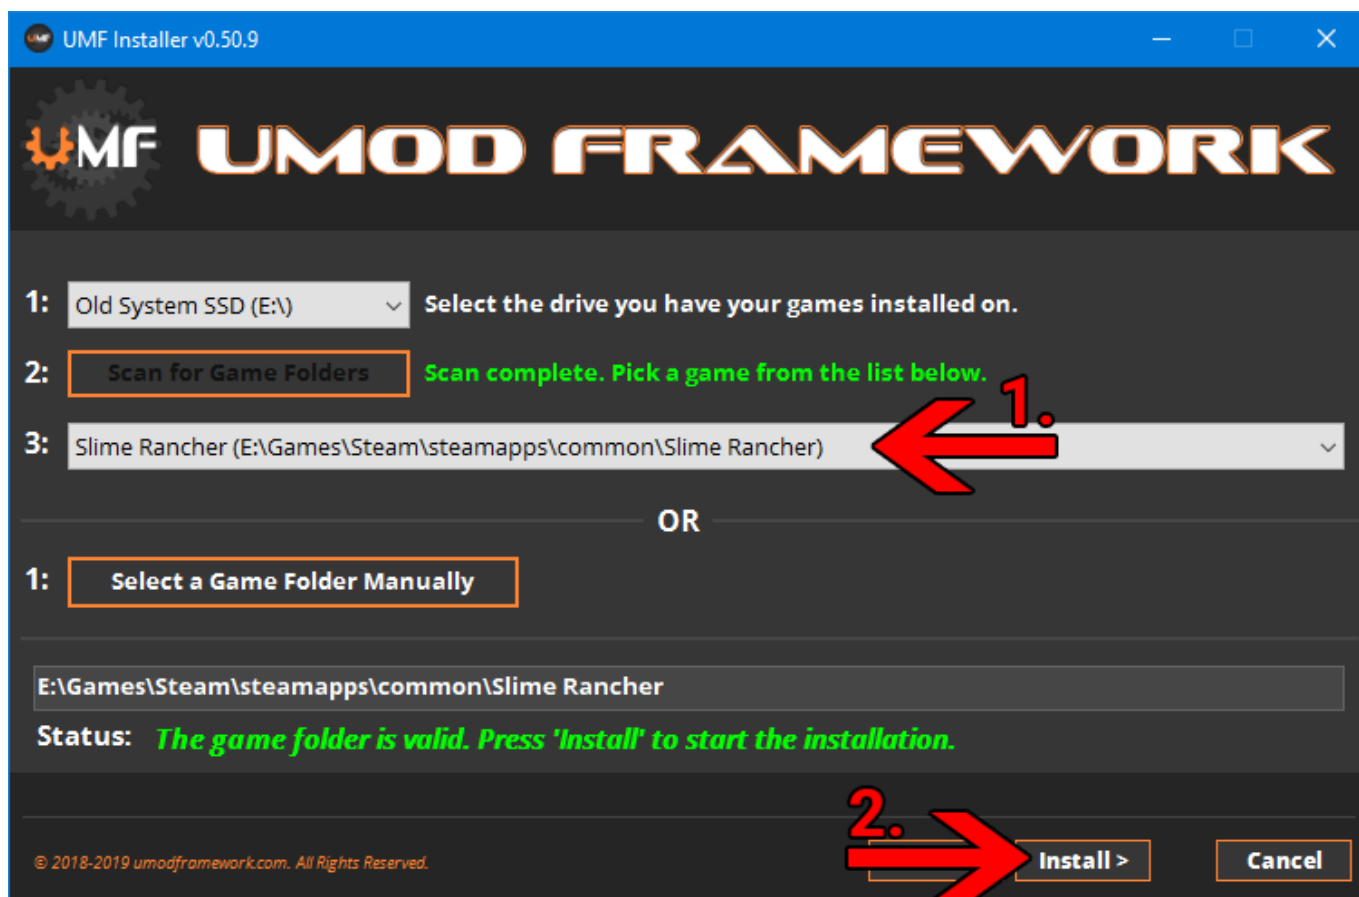 UMF Installer v0.50.9
UMF UMOD FRAMEWORK
1: Old System SSD (E:\) Select the drive you have your games installed on.
2: Scan for Game Folders Scan complete. Pick a game from the list below.
1.
3: Slime Rancher (E:\Games\Steam\steamapps\common\Slime Rancher)
OR
1: Select a Game Folder Manually
E:\Games\Steam\steamapps\common\Slime Rancher
Status: The game folder is valid. Press 'Install' to start the installation.
2.
© 2018-2019 umodframework.com. All Rights Reserved. Install > Cancel